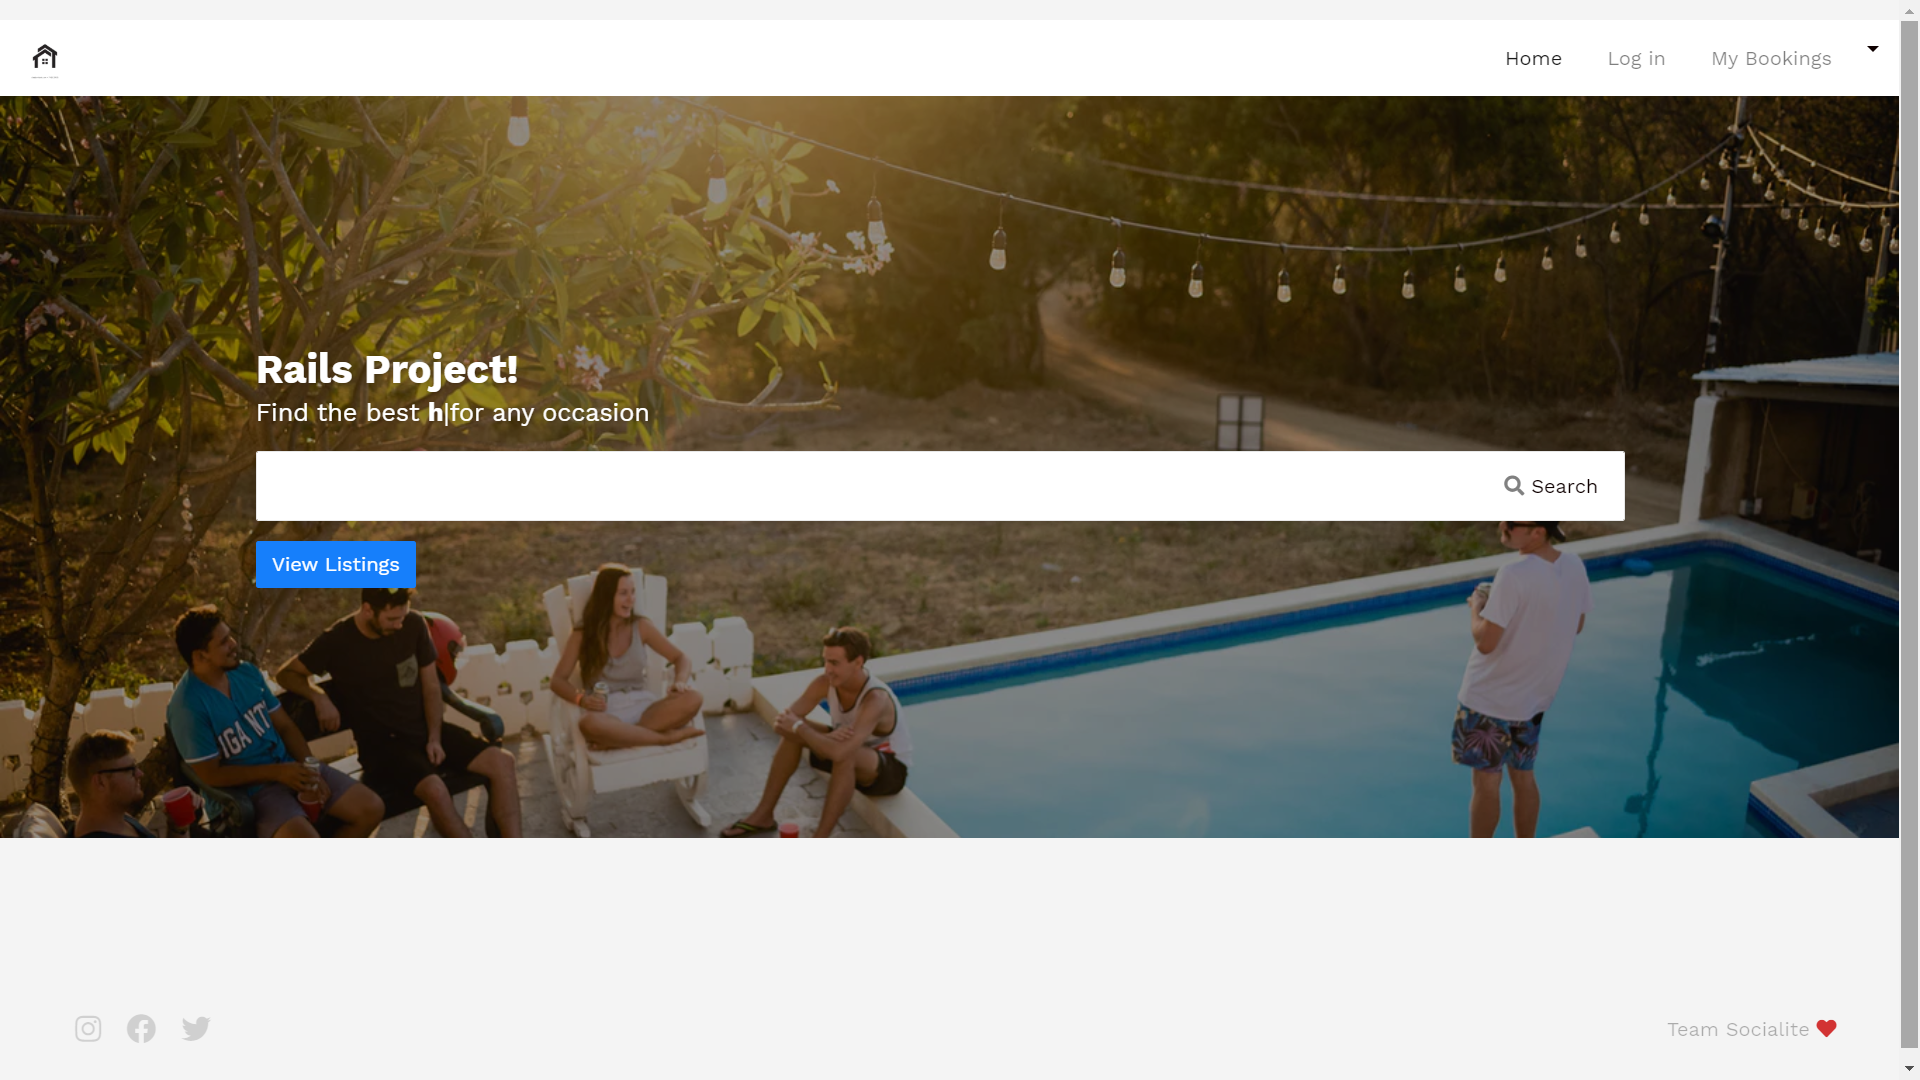 Home Log in My Bookings
Rails Project!
Find the best h|for any occasion
Search
View Listings
Team Socialite